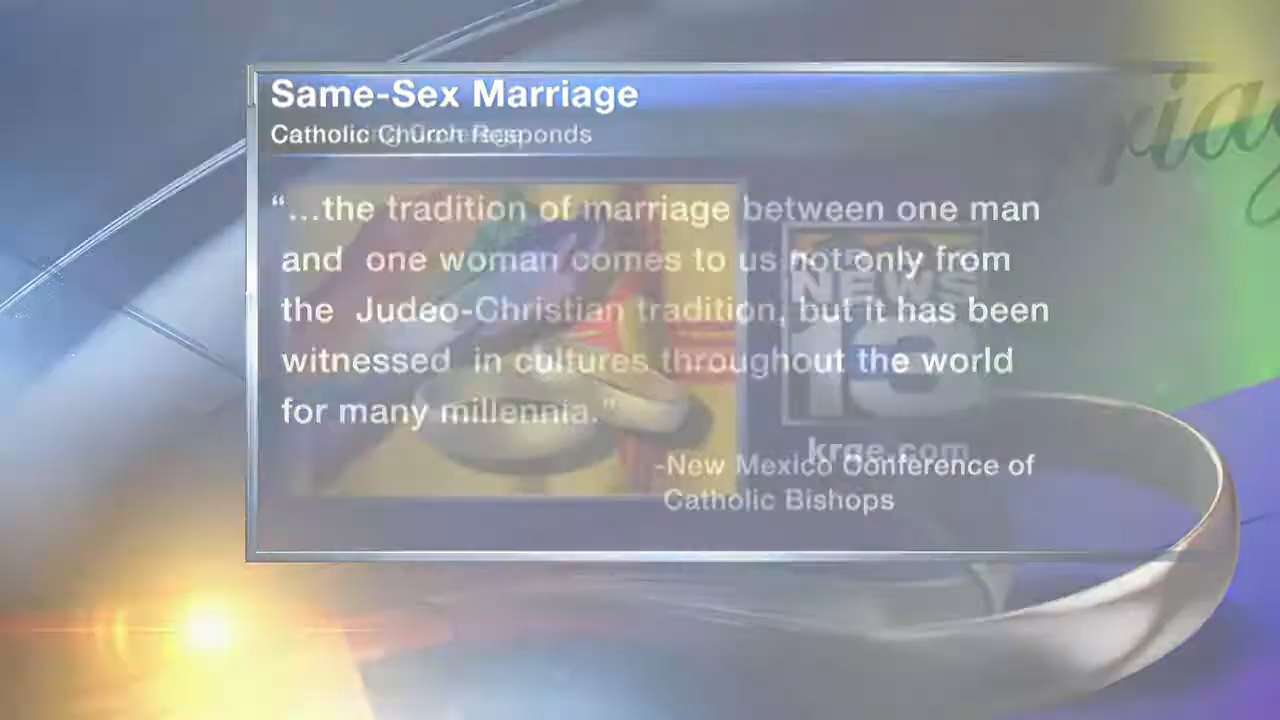 Same-Sex Marriage
Catholic Church Responds
“...the tradition of marriage between one man
and one woman comes to us not only from
the Judeo-Christian tradition, but it has been
witnessed in cultures throughout the world
for many millennia.”
-New Mexico Conference of
Catholic Bishops
NEWS
13
krqe.com